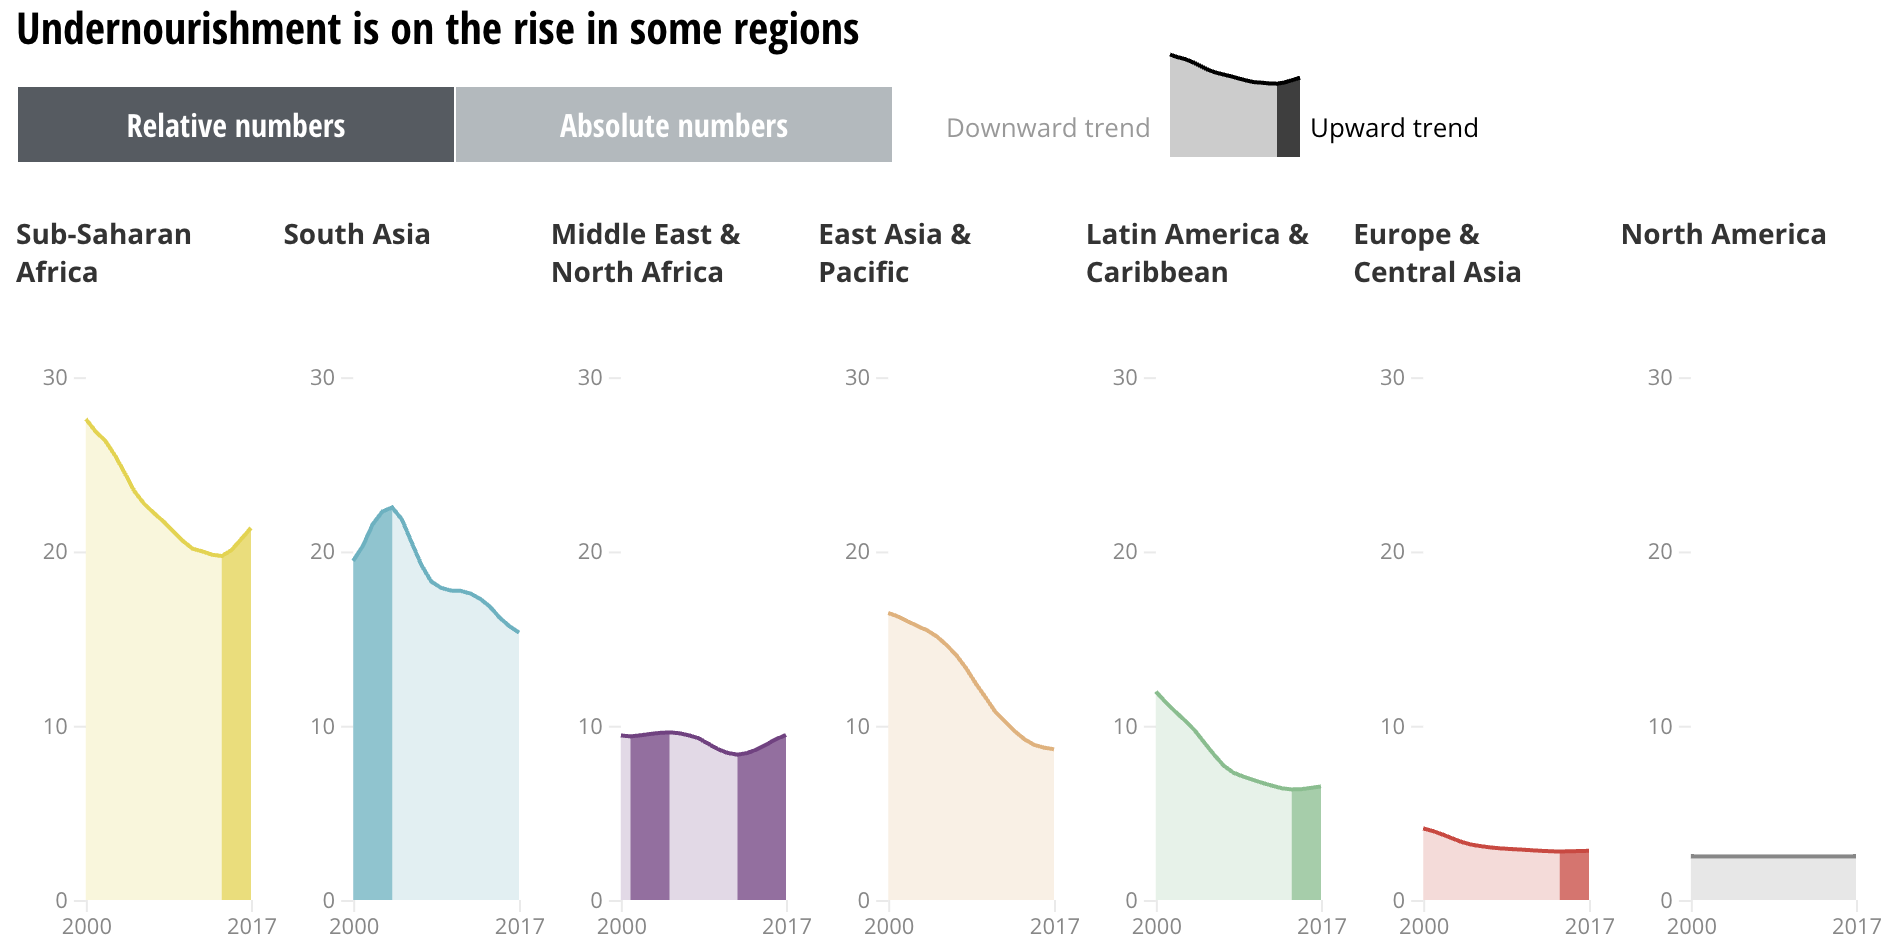 Undernourishment is on the rise in some regions
Relative numbers
Absolute numbers
Downward trend
Upward trend
Sub-Saharan
Africa
30
20
10
0
2000
2017
South Asia
30
20
10
0
2000
2017
Middle East &
North Africa
30
20
10
0
2000
2017
East Asia &
Pacific
30
20
10
0
2000
2017
Latin America &
Caribbean
30
20
10
0
2000
2017
Europe &
Central Asia
30
20
10
0
2000
2017
North America
30
20
10
0
2000
2017